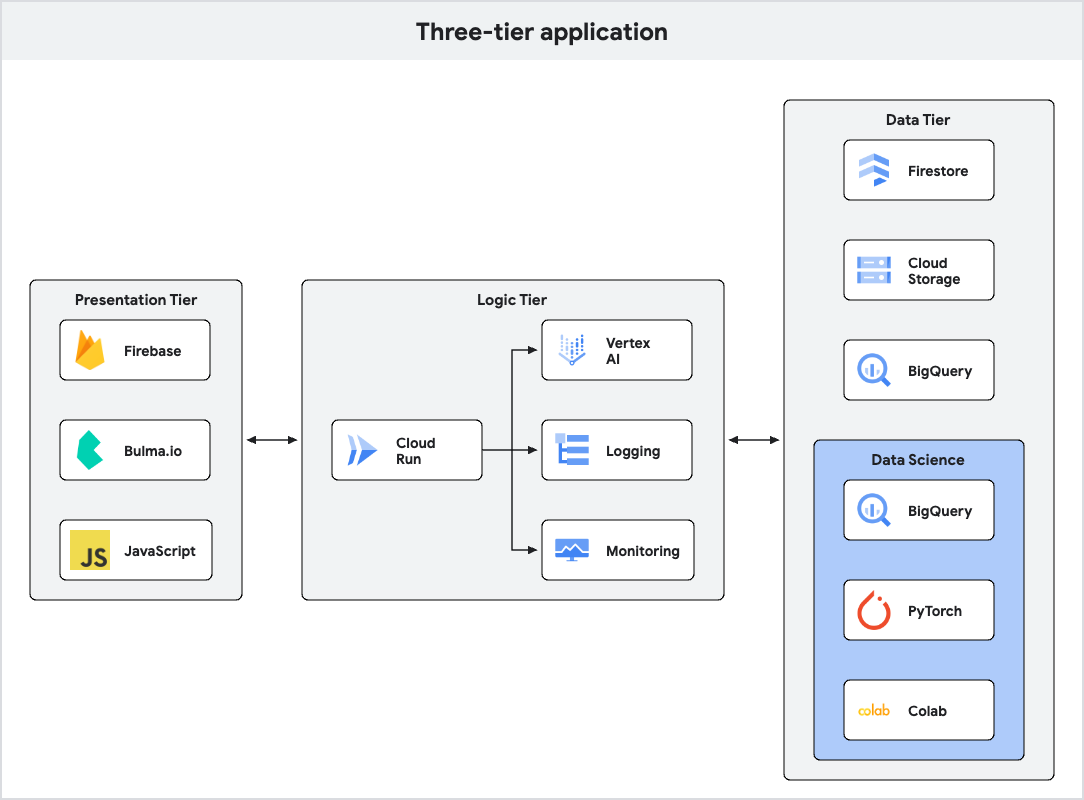 Three-tier application
Presentation Tier
Firebase
Bulma.io
JS
JavaScript
Logic Tier
Cloud
Run
Vertex
AI
Logging
Monitoring
Data Tier
Firestore
Cloud
Storage
BigQuery
Data Science
BigQuery
PyTorch
colab
Colab